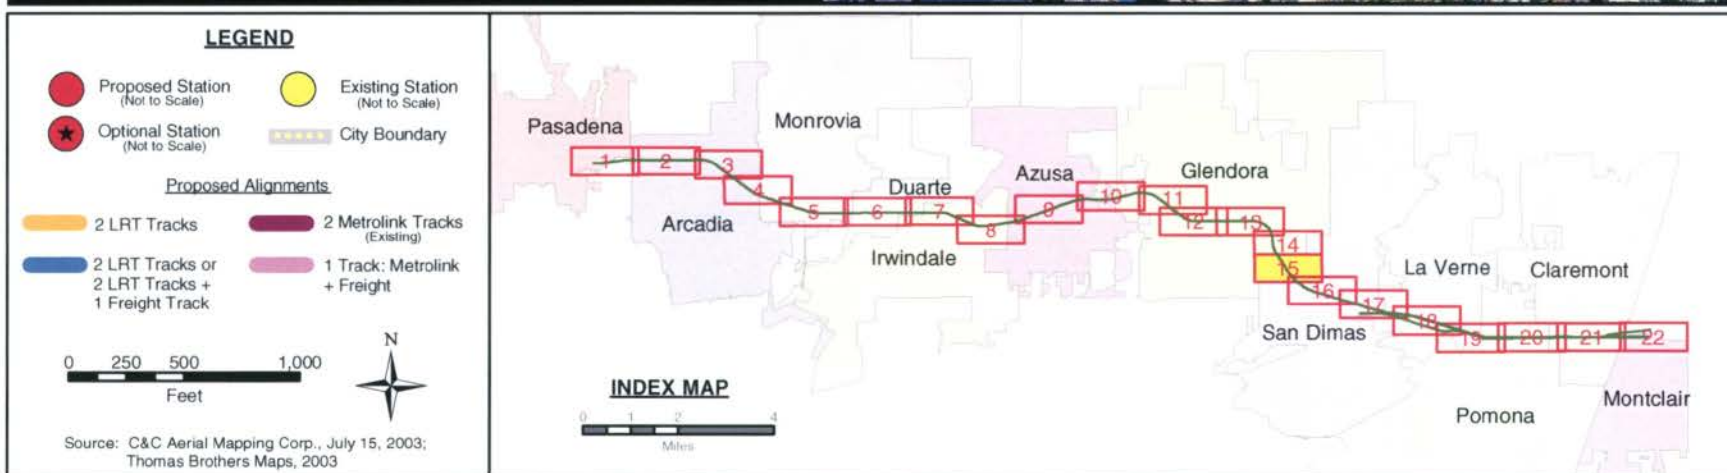 LEGEND
Proposed Station
(Not to Scale)
Existing Station
(Not to Scale)
Optional Station
(Not to Scale)
City Boundary
Proposed Alignments
2 LRT Tracks
2 Metrolink Tracks
(Existing)
2 LRT Tracks or
2 LRT Tracks +
1 Freight Track
1 Track: Metrolink
+ Freight
0 250 500 1,000
Feet
N
Source: C&C Aerial Mapping Corp., July 15, 2003;
Thomas Brothers Maps, 2003
Pasadena
Monrovia
Arcadia
Duarte
Irwindale
Azusa
Glendora
San Dimas
La Verne
Claremont
Pomona
Montclair
1
2
3
4
5
6
7
8
9
10
11
12
13
14
15
16
17
18
19
20
21
22
INDEX MAP
0 1 2 4
Miles